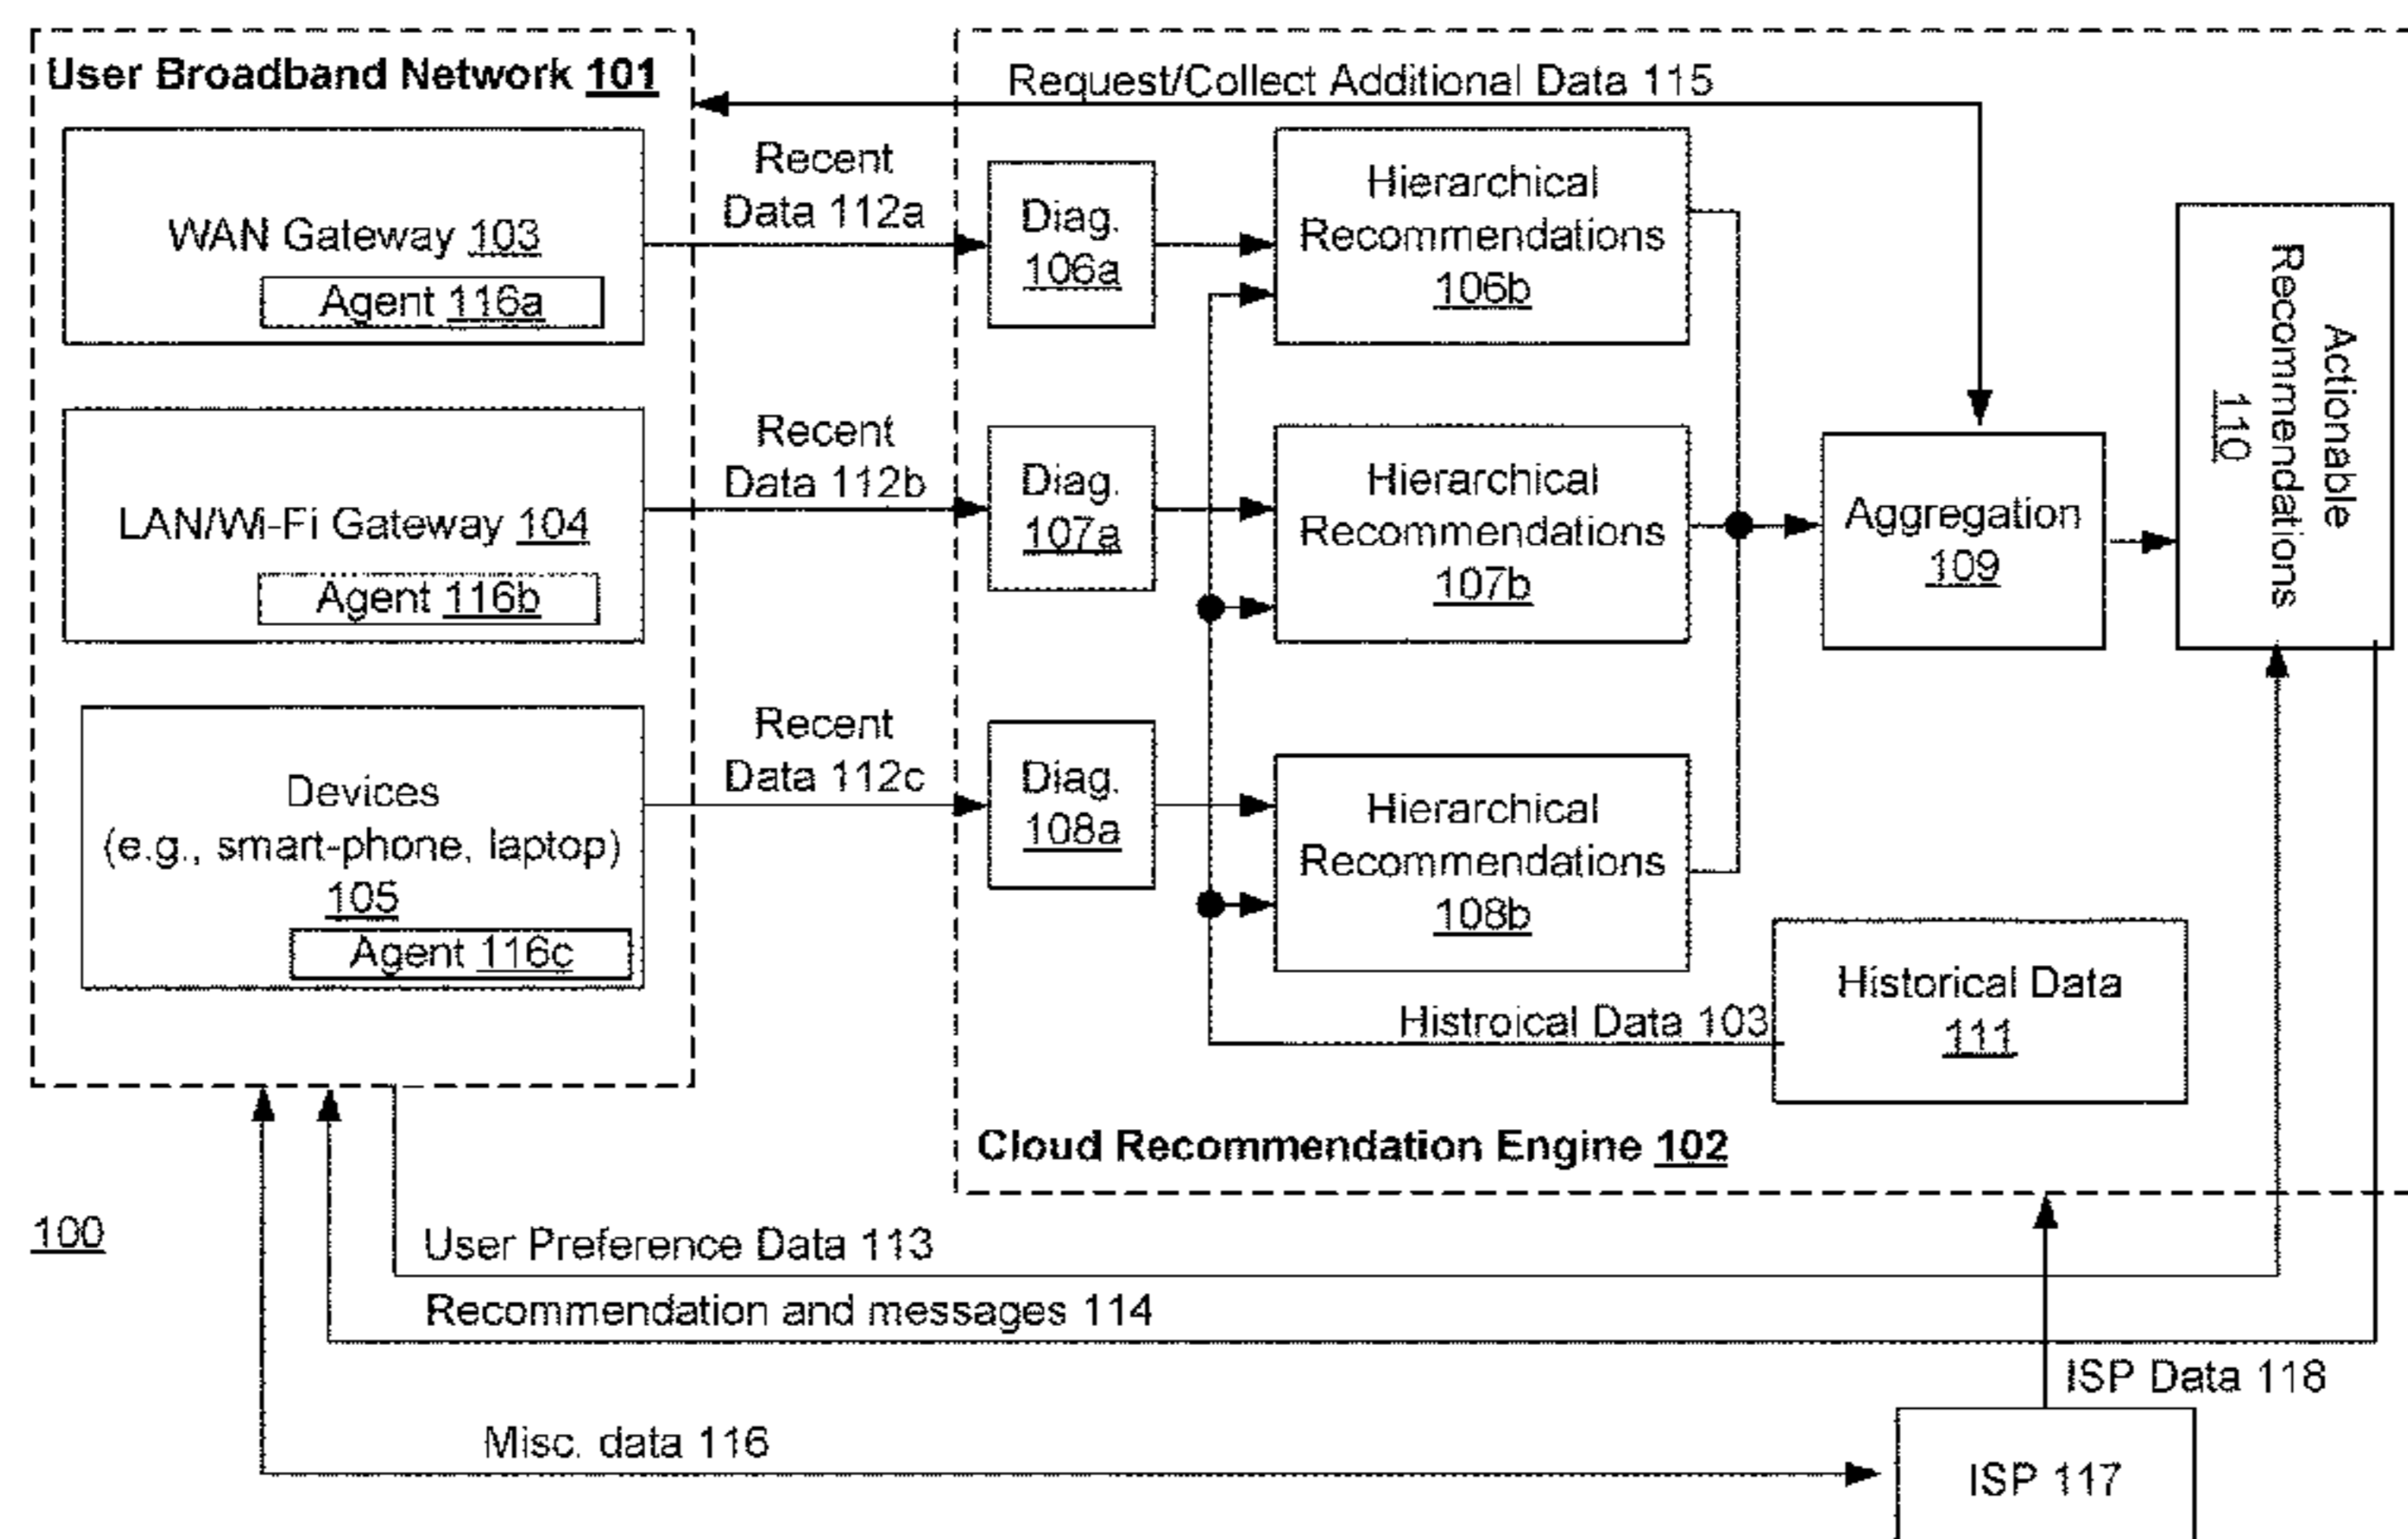 User Broadband Network 101
Request/Collect Additional Data 115
WAN Gateway 103
Agent 116a
Recent
Data 112a
Diag.
106a
Hierarchical
Recommendations
106b
LAN/Wi-Fi Gateway 104
Agent 116b
Recent
Data 112b
Diag.
107a
Hierarchical
Recommendations
107b
Aggregation
109
Actionable
Recommendations
110
Devices
(e.g., smart-phone, laptop)
105
Agent 116c
Recent
Data 112c
Diag.
108a
Hierarchical
Recommendations
108b
Histroical Data 103
Historical Data
111
Cloud Recommendation Engine 102
100
User Preference Data 113
Recommendation and messages 114
ISP Data 118
Misc. data 116
ISP 117